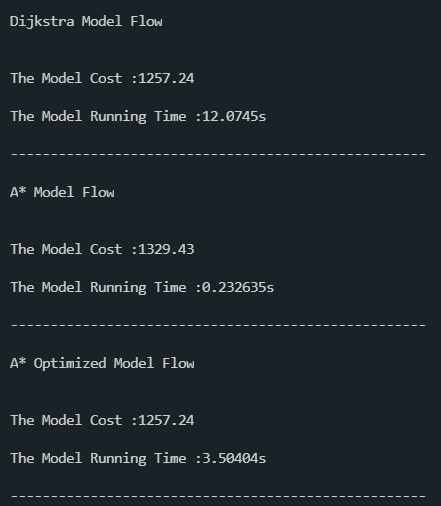 Dijkstra Model Flow
The Model Cost :1257.24
The Model Running Time :12.0745s
----------------------------------------------------
A* Model Flow
The Model Cost :1329.43
The Model Running Time :0.232635s
----------------------------------------------------
A* Optimized Model Flow
The Model Cost :1257.24
The Model Running Time :3.50404s
----------------------------------------------------